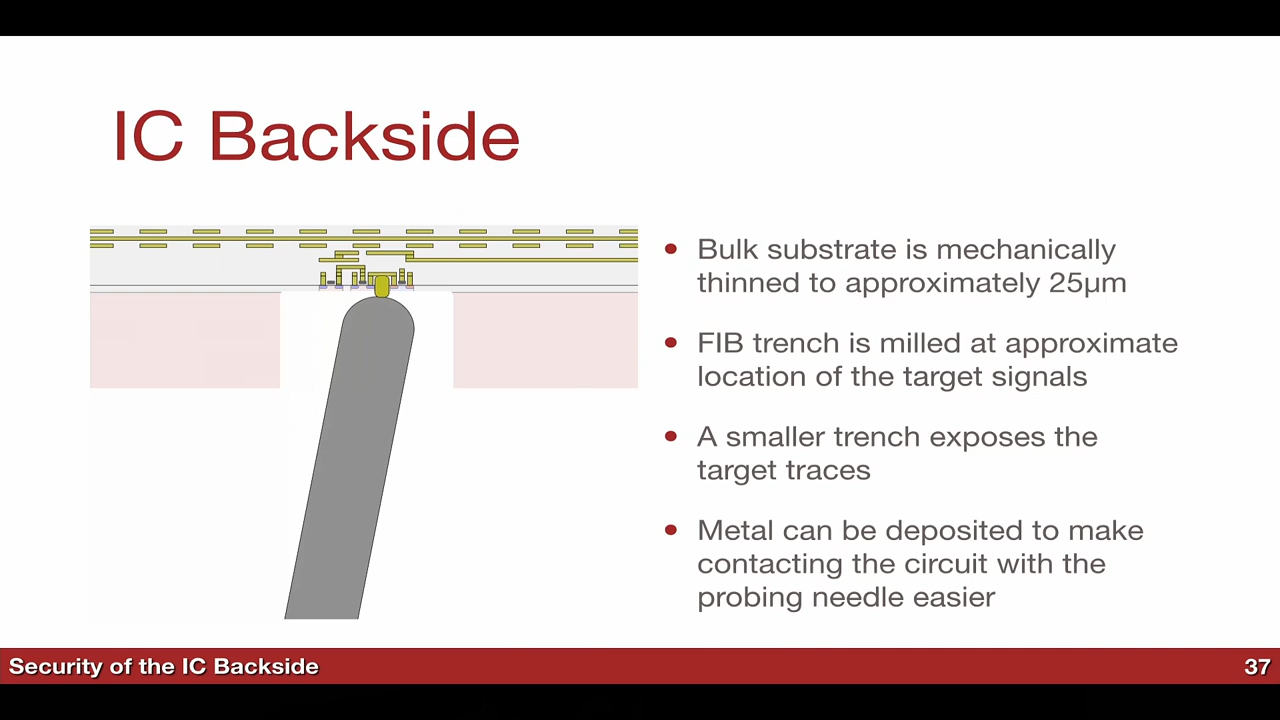 IC Backside
• Bulk substrate is mechanically
thinned to approximately 25µm
• FIB trench is milled at approximate
location of the target signals
• A smaller trench exposes the
target traces
• Metal can be deposited to make
contacting the circuit with the
probing needle easier
Security of the IC Backside
37